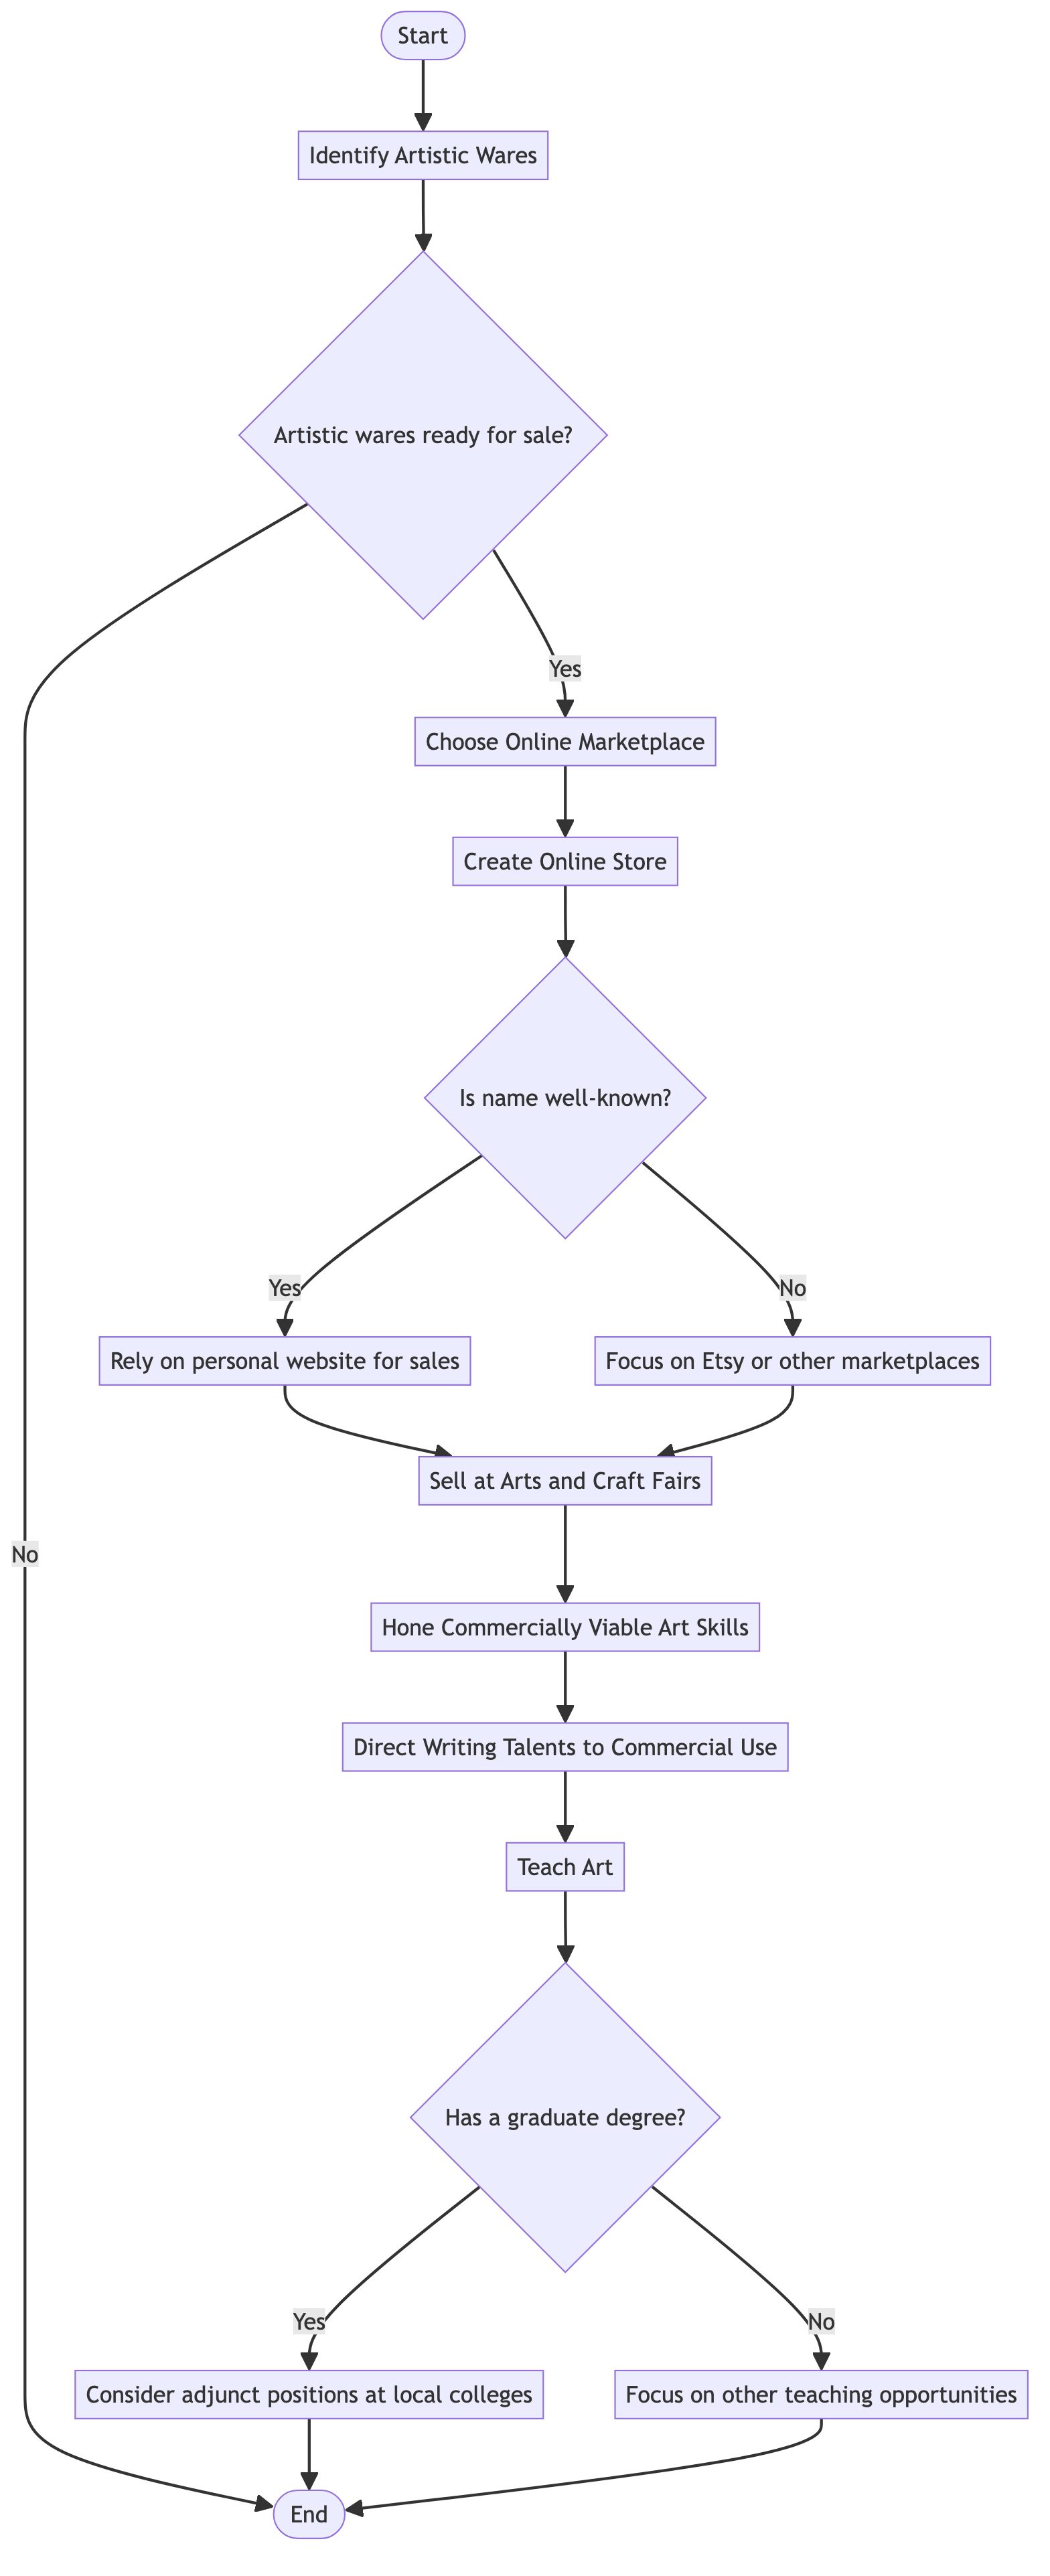 Start
Identify Artistic Wares
Artistic wares ready for sale?
Yes
Choose Online Marketplace
Create Online Store
Is name well-known?
Yes
No
Rely on personal website for sales
Focus on Etsy or other marketplaces
Sell at Arts and Craft Fairs
No
Hone Commercially Viable Art Skills
Direct Writing Talents to Commercial Use
Teach Art
Has a graduate degree?
Yes
No
Consider adjunct positions at local colleges
Focus on other teaching opportunities
End